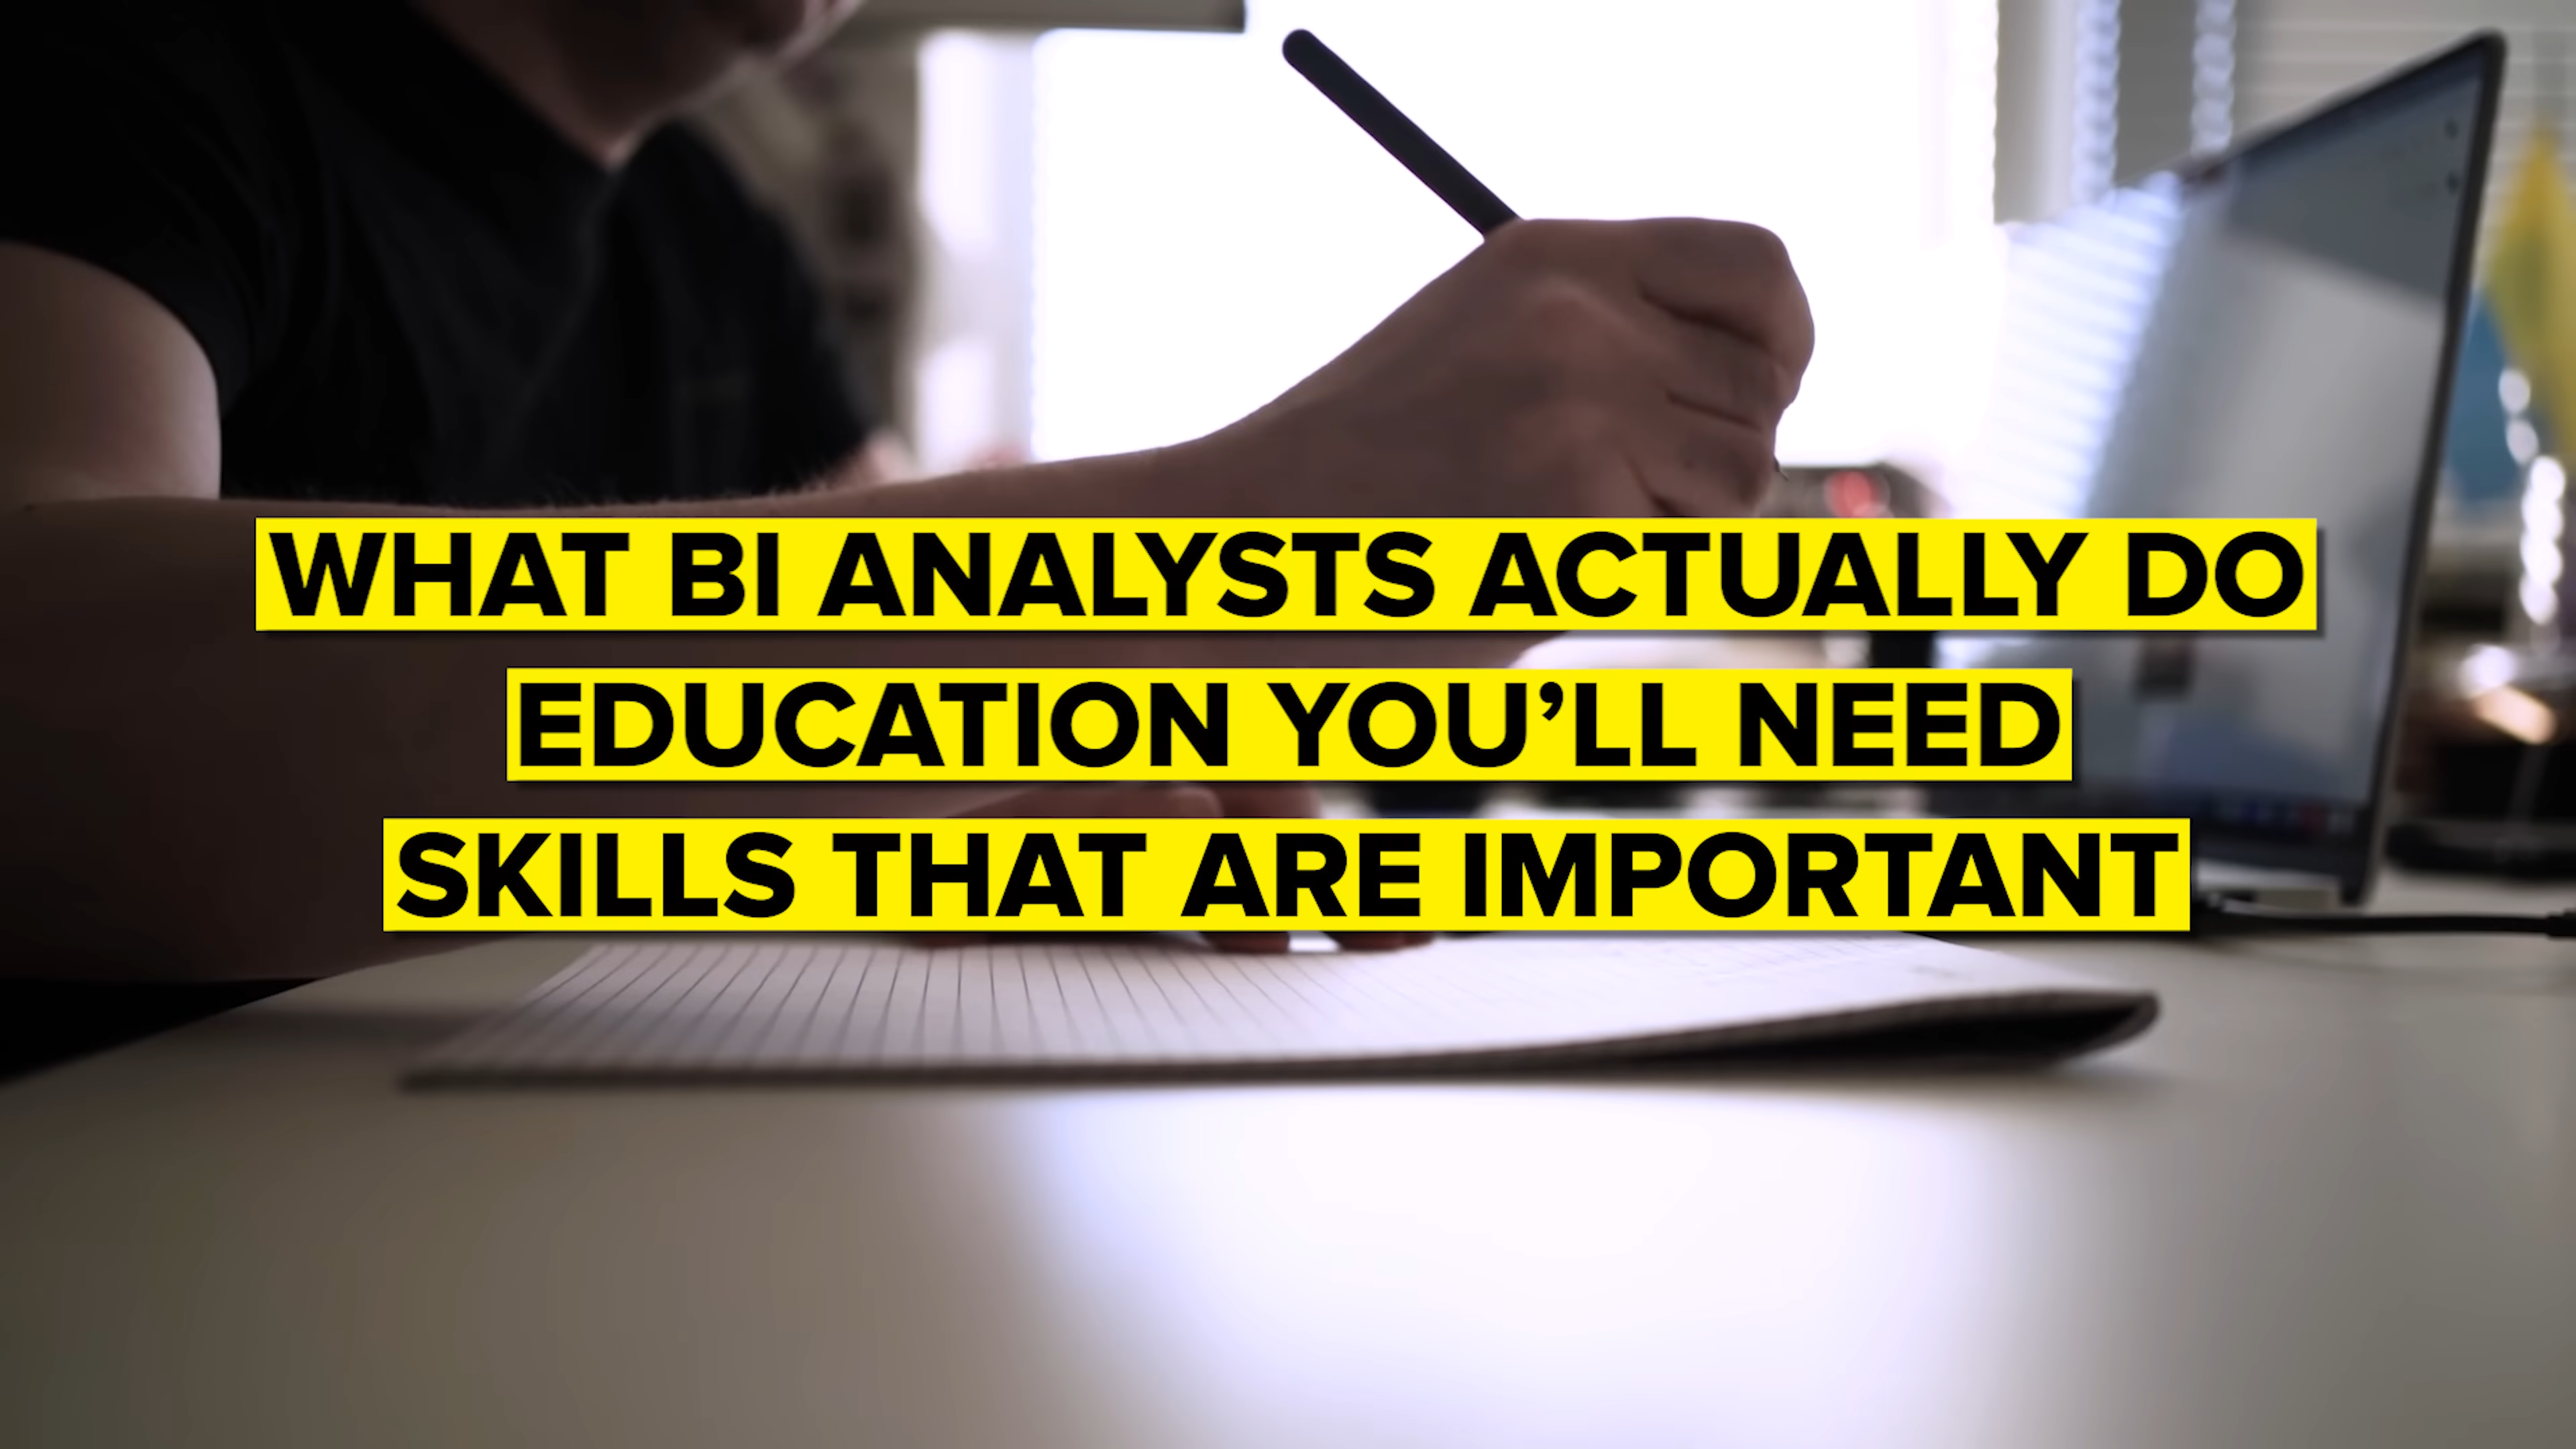 WHAT BI ANALYSTS ACTUALLY DO
EDUCATION YOU’LL NEED
SKILLS THAT ARE IMPORTANT